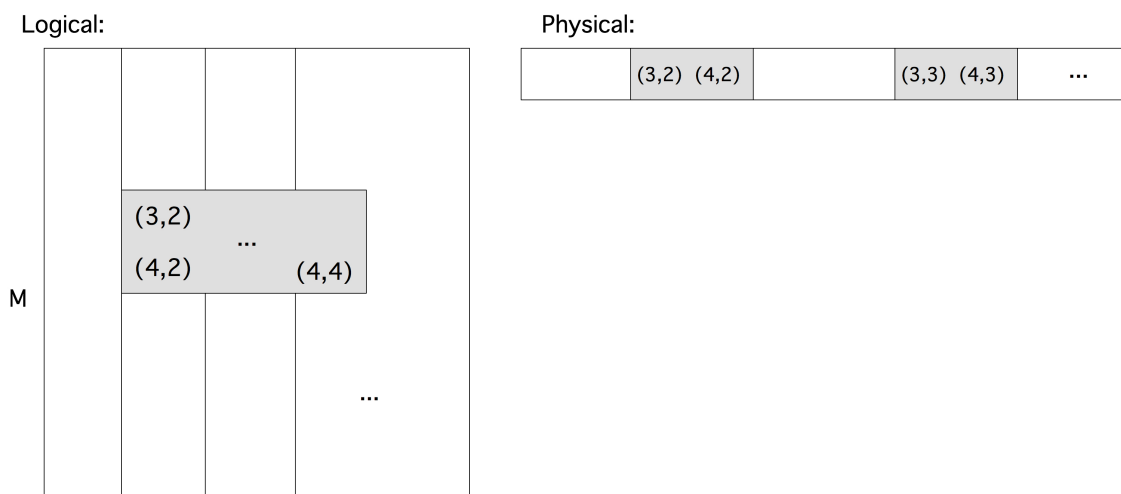 Logical:
Physical:
(3,2) (4,2)
(3,3) (4,3)
...
(3,2)
...
(4,2)
(4,4)
M
...